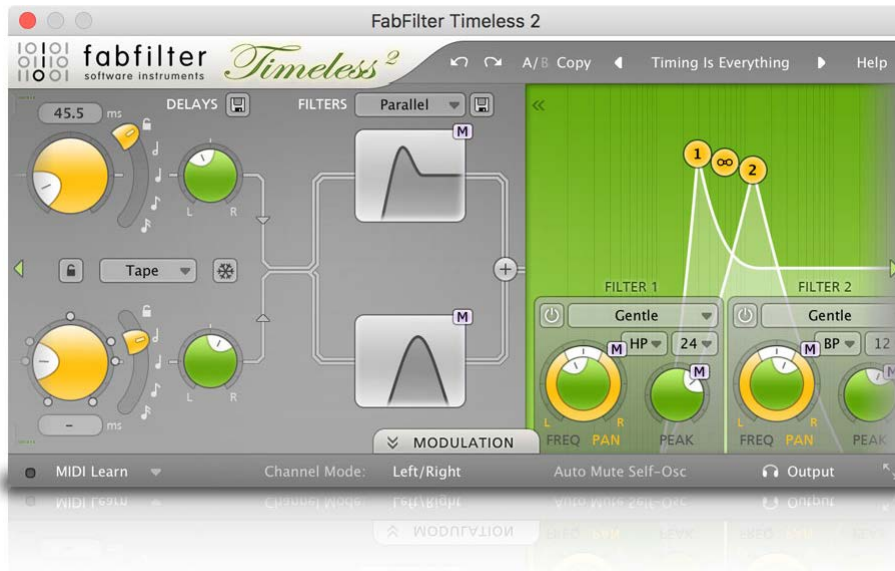 FabFilter Timeless 2
fabfilter
software instruments
Timeless 2
A/B Copy
Timing Is Everything
Help
45.5 ms
DELAYS
FILTERS
Parallel
M
L R
1
2
Tape
FILTER 1
FILTER 2
Gentle
Gentle
M
M HP 24
M BP 12
M
M
L R
L R
L R
- ms
FREQ PAN
PEAK
FREQ PAN
PEAK
MODULATION
MIDI Learn
Channel Mode:
Left/Right
Auto Mute Self-Osc
Output